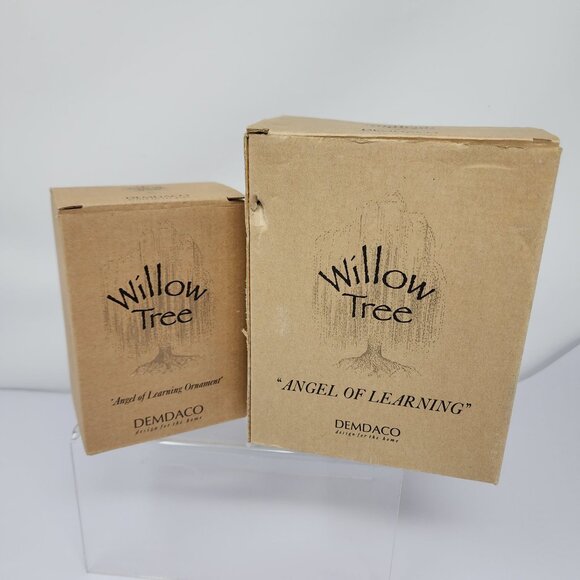 Willow
Tree
"Angel of Learning Ornament"
DEMDACO
design for the home
DEMDACO
Willow
Tree
"ANGEL OF LEARNING"
DEMDACO
design for the home